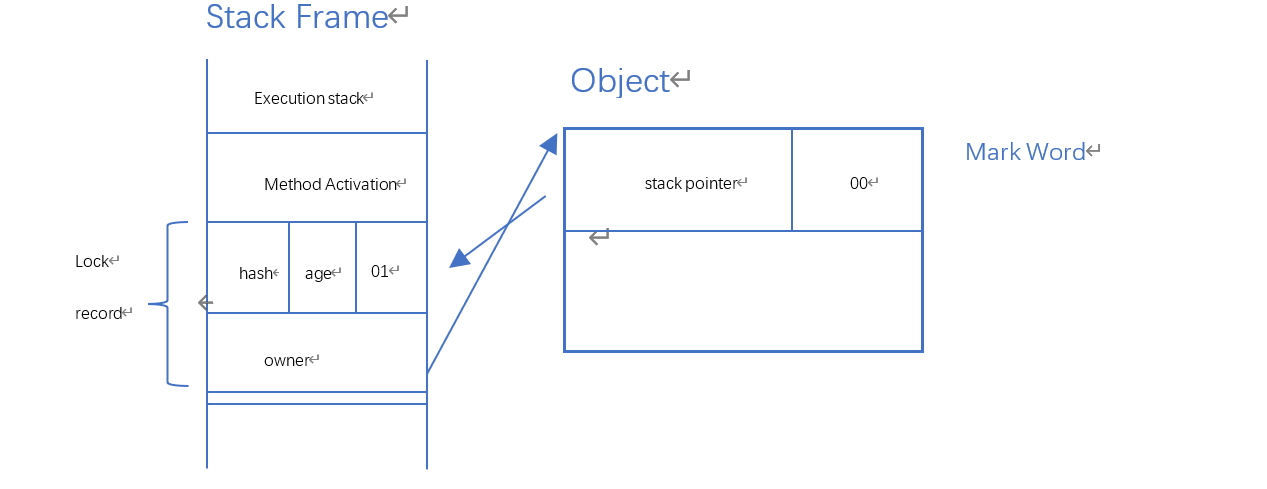 Stack Frame
Object
Execution stack
Mark Word
Method Activation
stack pointer
00
Lock
record
hash
age
01
owner